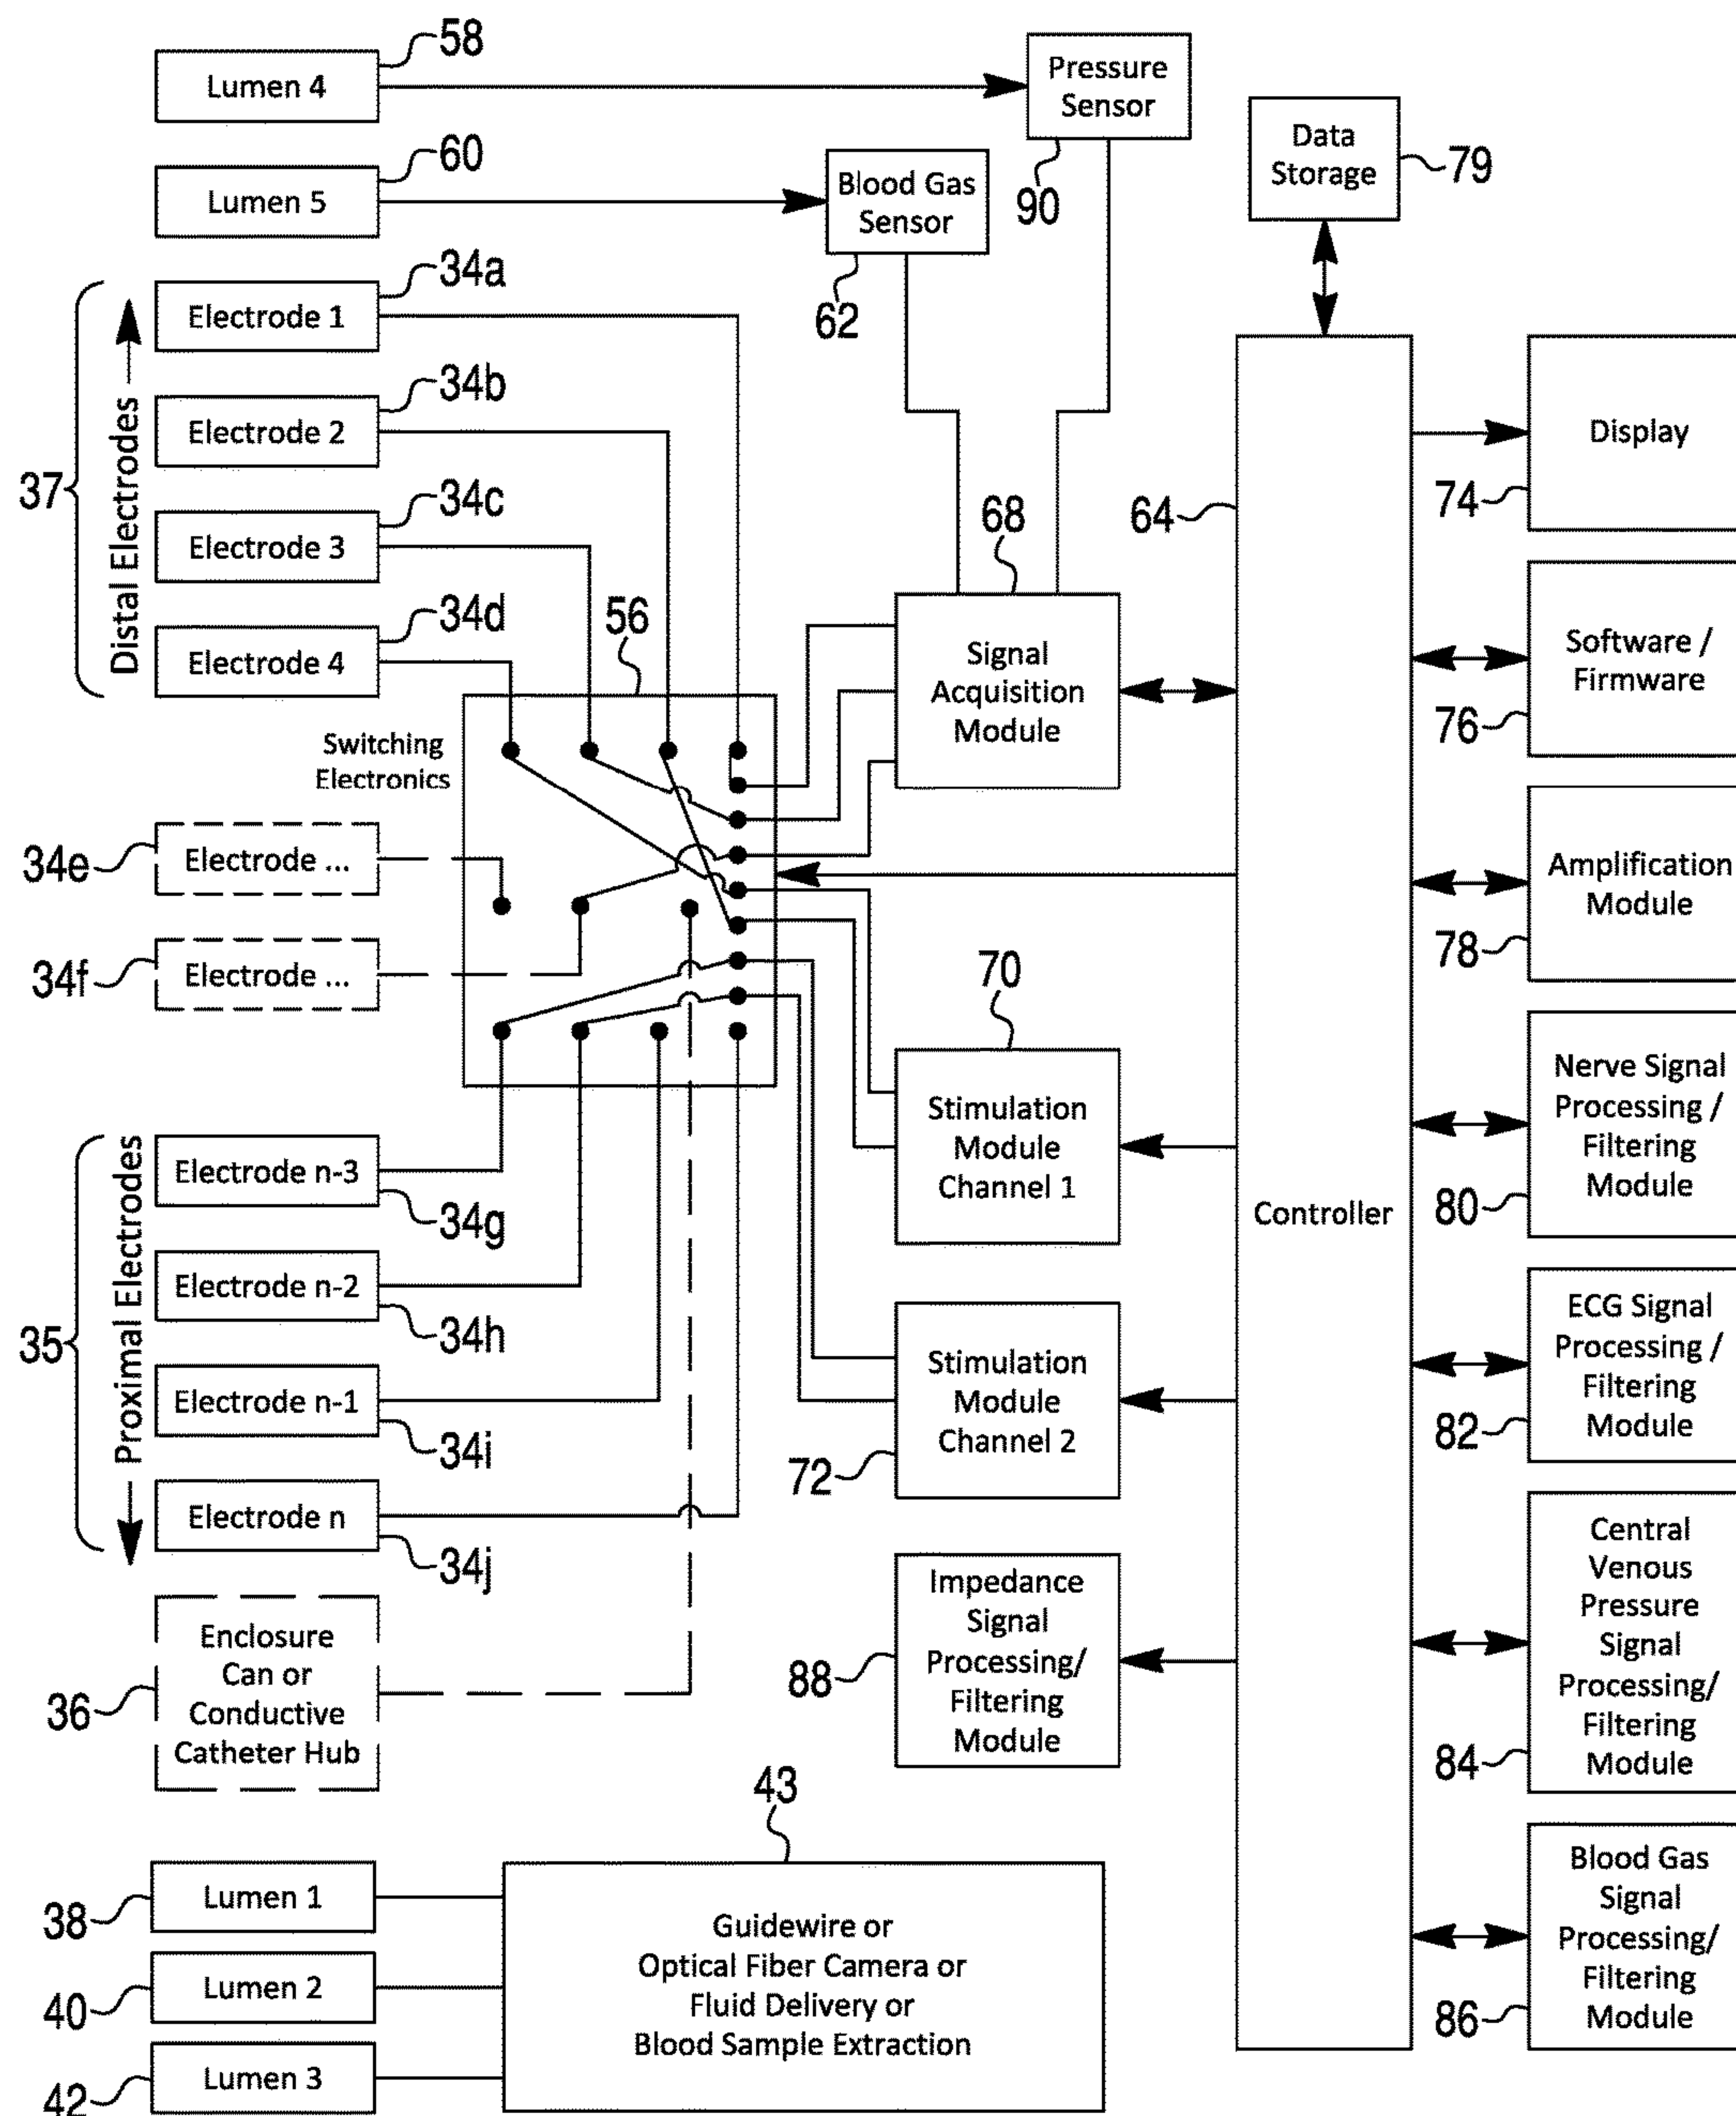 58
Lumen 4
Pressure
Sensor
90
60
Lumen 5
Blood Gas
Sensor
62
Data
Storage
79
37
Distal Electrodes
34a
Electrode 1
34b
Electrode 2
34c
Electrode 3
34d
Electrode 4
56
Switching
Electronics
34e
Electrode ...
34f
Electrode ...
35
Proximal Electrodes
Electrode n-3
34g
Electrode n-2
34h
Electrode n-1
34i
Electrode n
34j
36
Enclosure
Can or
Conductive
Catheter Hub
68
Signal
Acquisition
Module
70
Stimulation
Module
Channel 1
Stimulation
Module
Channel 2
72
Impedance
Signal
Processing/
Filtering
Module
88
64
Controller
Display
74
Software /
Firmware
76
Amplification
Module
78
Nerve Signal
Processing /
Filtering
Module
80
ECG Signal
Processing /
Filtering
Module
82
Central
Venous
Pressure
Signal
Processing/
Filtering
Module
84
Blood Gas
Signal
Processing/
Filtering
Module
86
43
38
Lumen 1
40
Lumen 2
42
Lumen 3
Guidewire or
Optical Fiber Camera or
Fluid Delivery or
Blood Sample Extraction